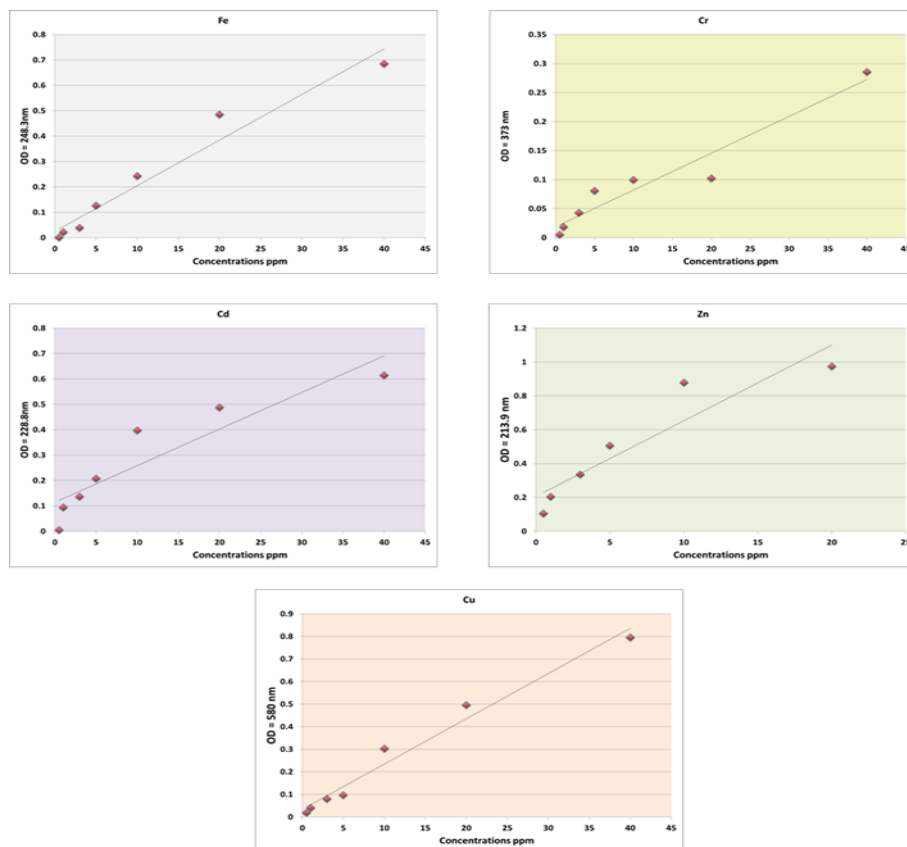 Fe
OD = 248.3nm
0.8
0.7
0.6
0.5
0.4
0.3
0.2
0.1
0
0 5 10 15 20 25 30 35 40 45
Concentrations ppm
Cr
OD = 373 nm
0.35
0.3
0.25
0.2
0.15
0.1
0.05
0
0 5 10 15 20 25 30 35 40 45
Concentrations ppm
Cd
OD = 228.8nm
0.8
0.7
0.6
0.5
0.4
0.3
0.2
0.1
0
0 5 10 15 20 25 30 35 40 45
Concentrations ppm
Zn
OD = 213.9 nm
1.2
1
0.8
0.6
0.4
0.2
0
0 5 10 15 20 25
Concentrations ppm
Cu
OD = 580 nm
0.9
0.8
0.7
0.6
0.5
0.4
0.3
0.2
0.1
0
0 5 10 15 20 25 30 35 40 45
Concentrations ppm